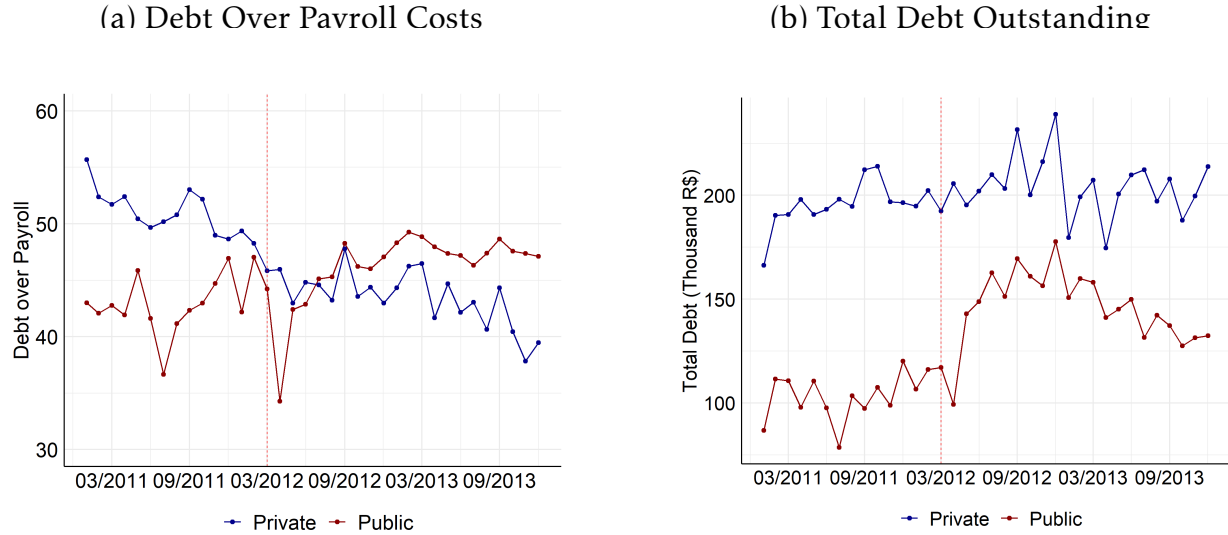 (a) Debt Over Payroll Costs
(b) Total Debt Outstanding
Debt over Payroll
60
50
40
30
03/2011 09/2011 03/2012 09/2012 03/2013 09/2013
Private Public
Total Debt (Thousand R$)
200
150
100
03/2011 09/2011 03/2012 09/2012 03/2013 09/2013
Private Public